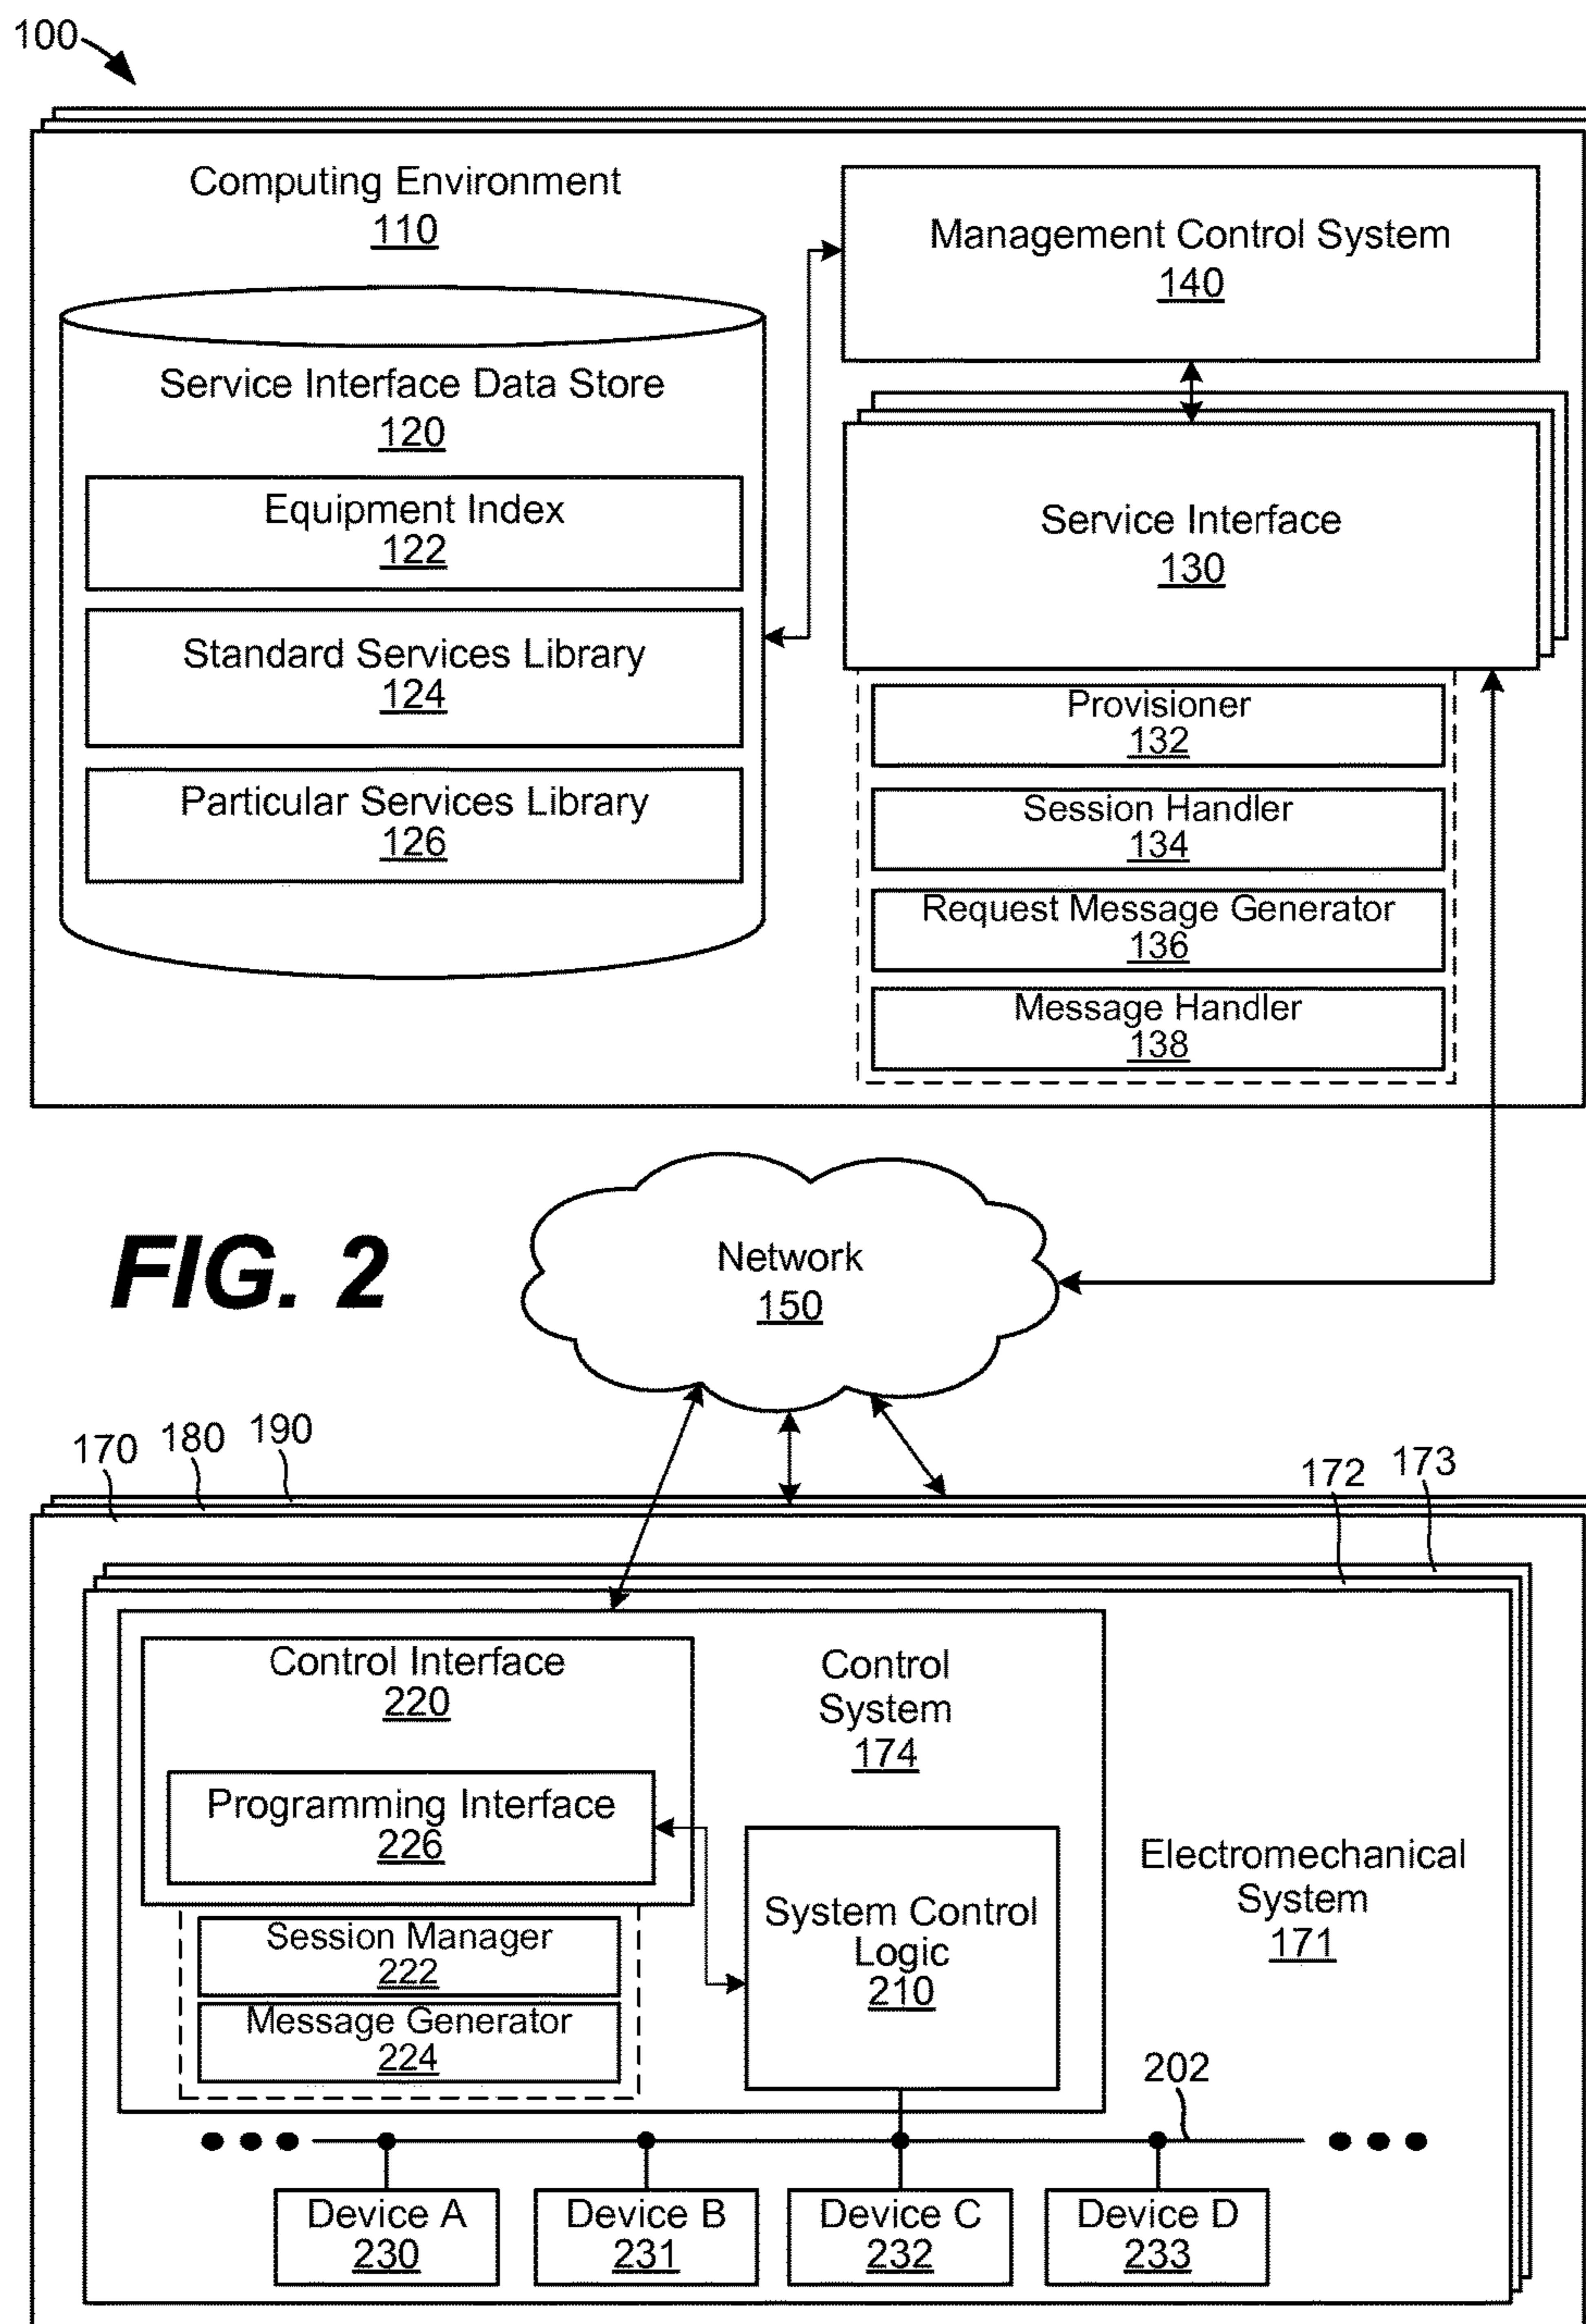 100
Computing Environment
110
Management Control System
140
Service Interface Data Store
120
Equipment Index
122
Standard Services Library
124
Particular Services Library
126
Service Interface
130
Provisioner
132
Session Handler
134
Request Message Generator
136
Message Handler
138
FIG. 2
Network
150
170
180
190
172
173
Control Interface
220
Programming Interface
226
Session Manager
222
Message Generator
224
Control
System
174
System Control
Logic
210
Electromechanical
System
171
202
Device A
230
Device B
231
Device C
232
Device D
233